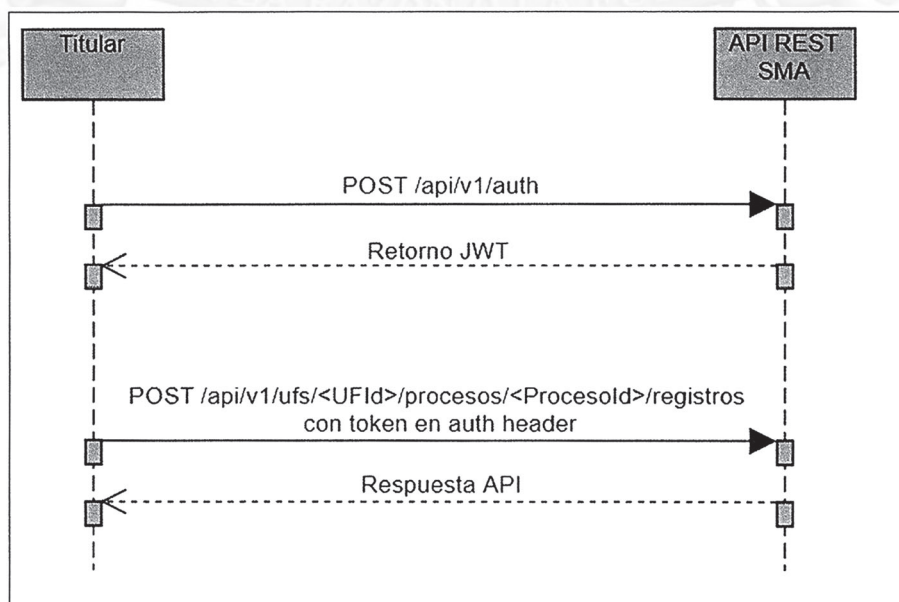 Titular
API REST
SMA
POST /api/v1/auth
Retorno JWT
POST /api/v1/ufs/<UFId>/procesos/<ProcesoId>/registros
con token en auth header
Respuesta API